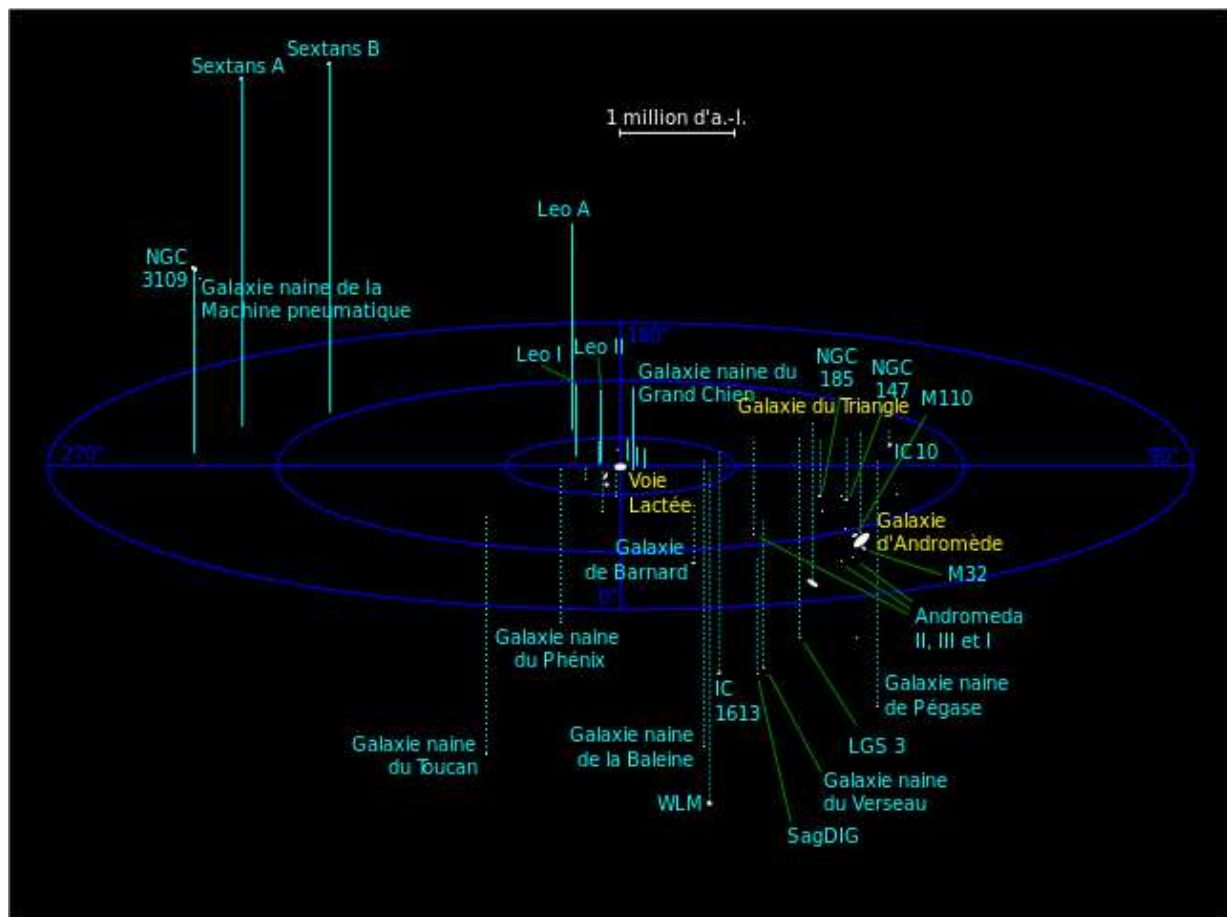 Sextans B
Sextans A
1 million d'a.-l.
Leo A
NGC
3109
Galaxie naine de la
Machine pneumatique
180°
Leo I
Leo II
Galaxie naine du
Grand Chien
NGC
185
NGC
147
M110
Galaxie du Triangle
IC 10
270°
90°
Voie
Lactée
Galaxie
d'Andromède
Galaxie
de Barnard
M32
0°
Andromeda
II, III et I
Galaxie naine
du Phénix
IC
1613
Galaxie naine
de Pégase
Galaxie naine
du Toucan
Galaxie naine
de la Baleine
LGS 3
Galaxie naine
du Verseau
WLM
SagDIG